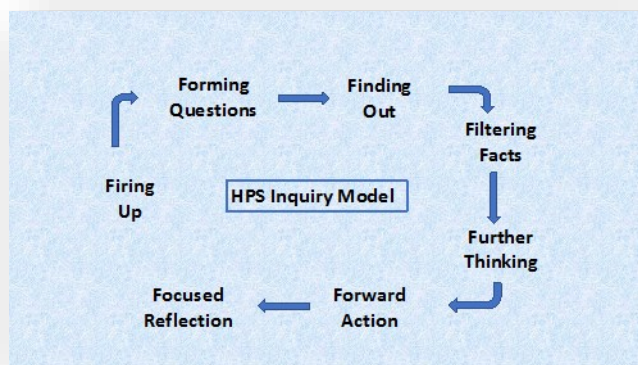 Forming
Questions
Finding
Out
Filtering
Facts
Firing
Up
HPS Inquiry Model
Further
Thinking
Forward
Action
Focused
Reflection